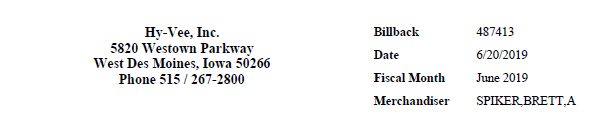 Hy-Vee, Inc.
5820 Westown Parkway
West Des Moines, Iowa 50266
Phone 515 / 267-2800
Billback 487413
Date 6/20/2019
Fiscal Month June 2019
Merchandiser SPIKER,BRETT,A